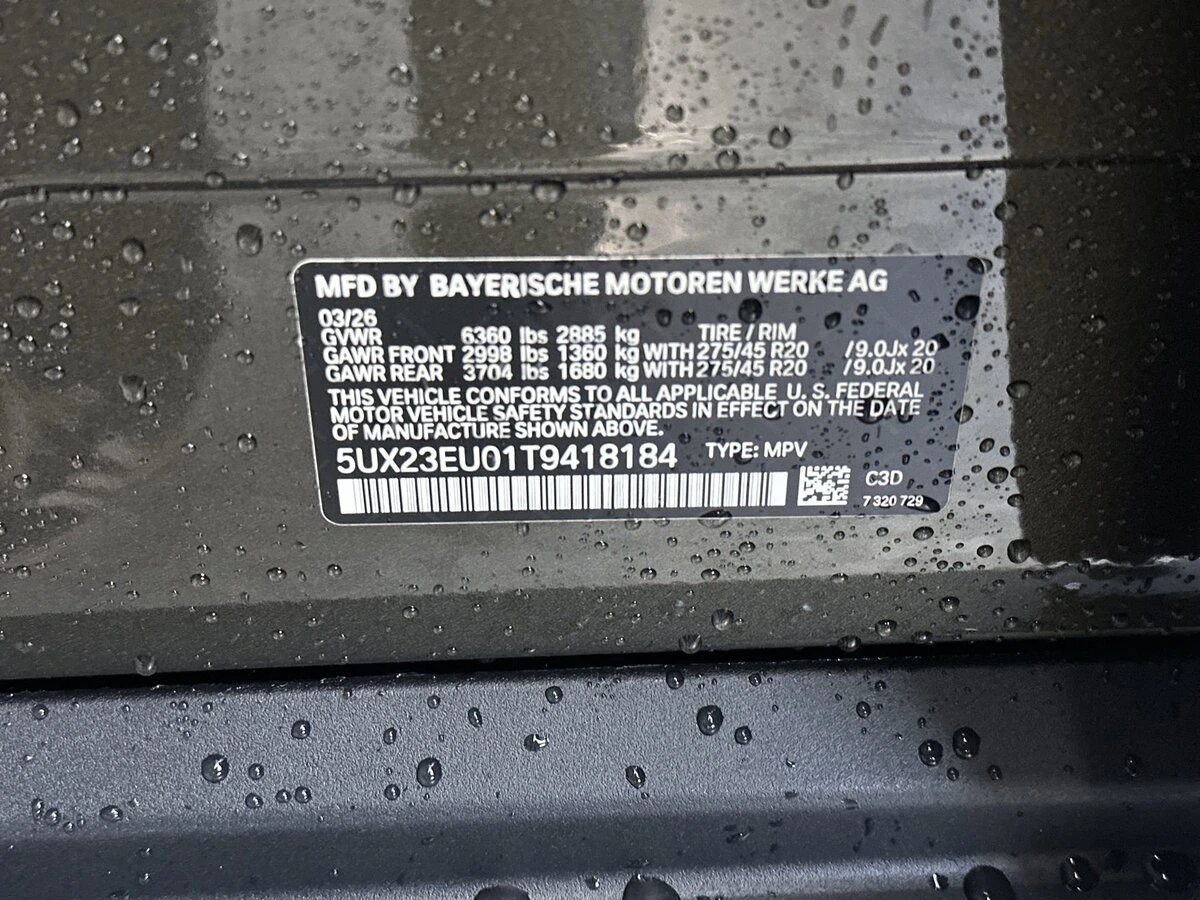 MFD BY BAYERISCHE MOTOREN WERKE AG
03/26
GVWR 6360 lbs 2885 kg TIRE / RIM
GAWR FRONT 2998 lbs 1360 kg WITH 275/45 R20 /9.0Jx 20
GAWR REAR 3704 lbs 1680 kg WITH 275/45 R20 /9.0Jx 20
THIS VEHICLE CONFORMS TO ALL APPLICABLE U. S. FEDERAL
MOTOR VEHICLE SAFETY STANDARDS IN EFFECT ON THE DATE
OF MANUFACTURE SHOWN ABOVE.
5UX23EU01T9418184 TYPE: MPV
C3D
7 320 729